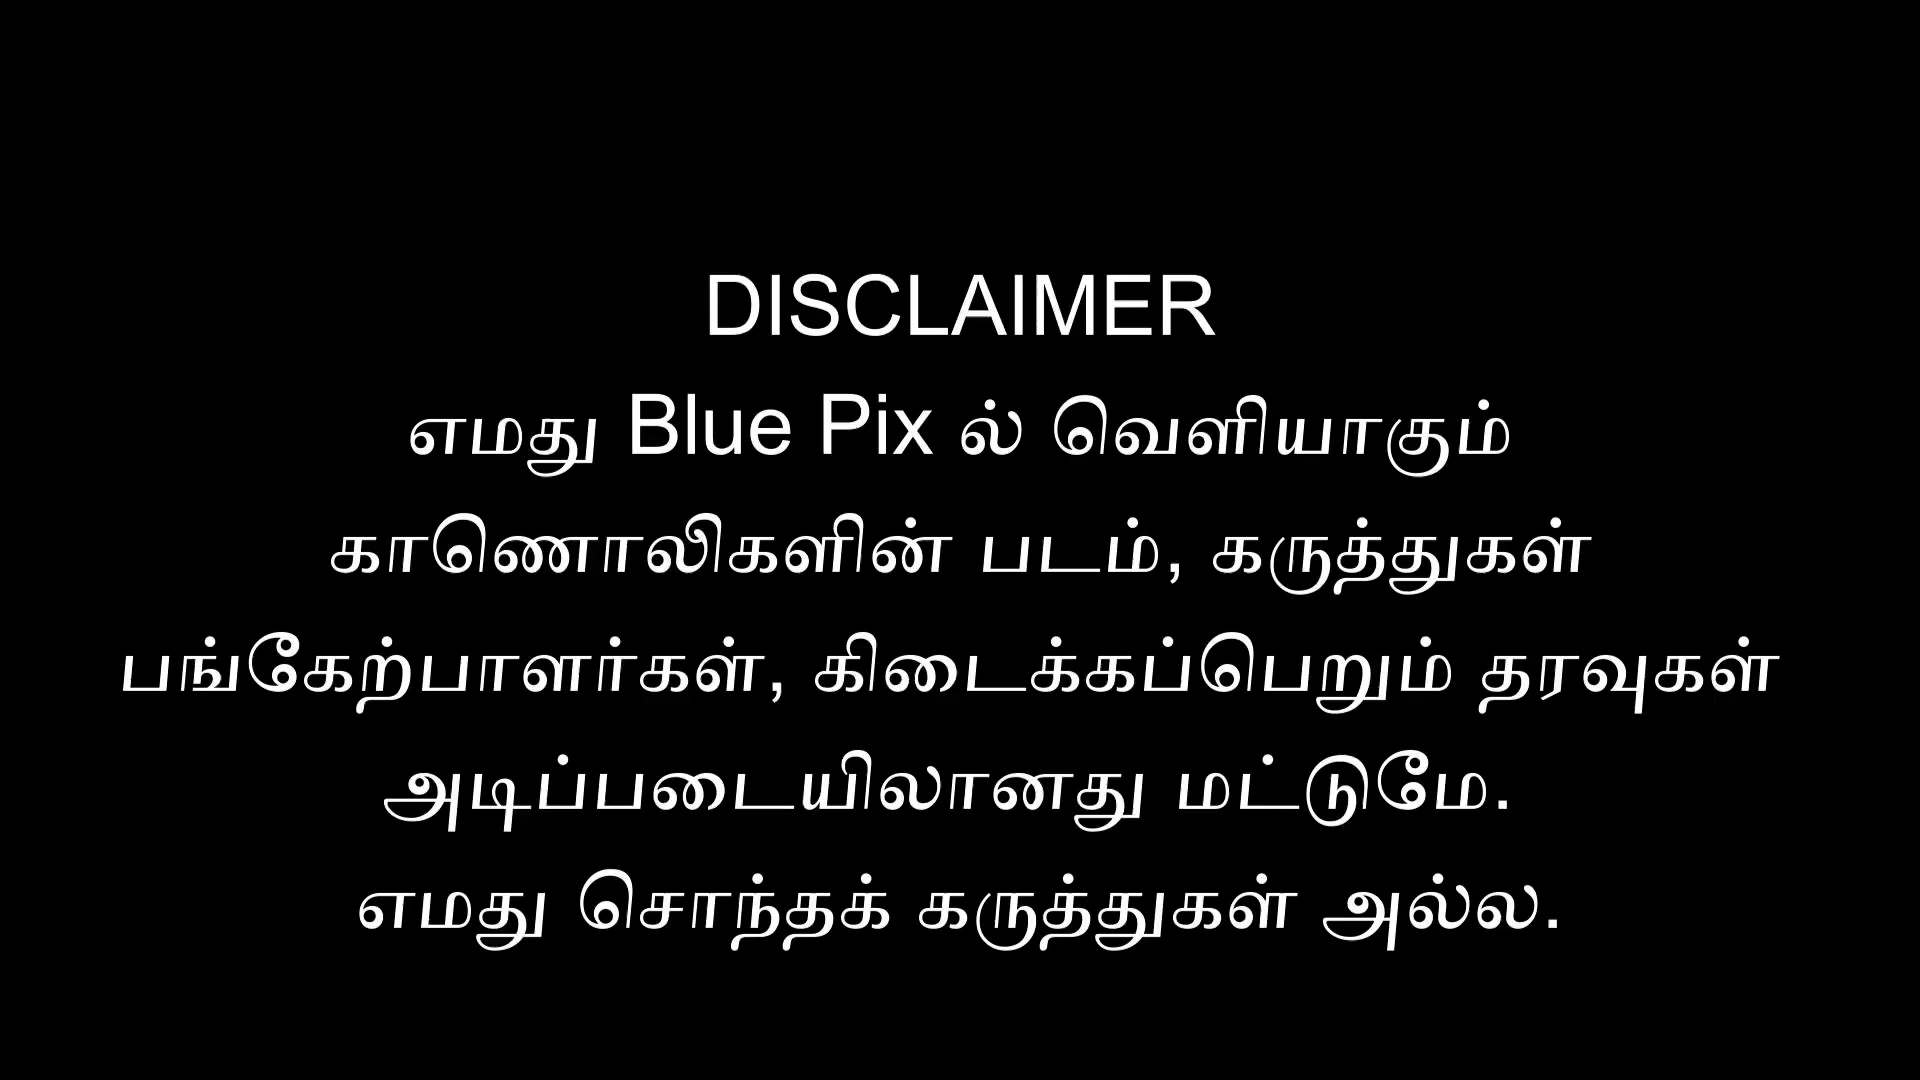 DISCLAIMER
எமது Blue Pix ல் வெளியாகும்
காணொலிகளின் படம், கருத்துகள்
பங்கேற்பாளர்கள், கிடைக்கப்பெறும் தரவுகள்
அடிப்படையிலானது மட்டுமே.
எமது சொந்தக் கருத்துகள் அல்ல.